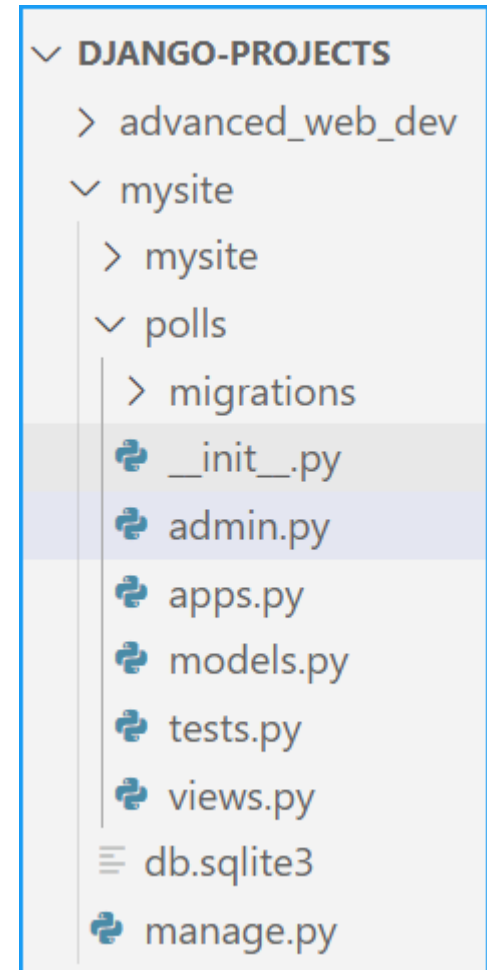 DJANGO-PROJECTS
advanced_web_dev
mysite
mysite
polls
migrations
__init__.py
admin.py
apps.py
models.py
tests.py
views.py
db.sqlite3
manage.py